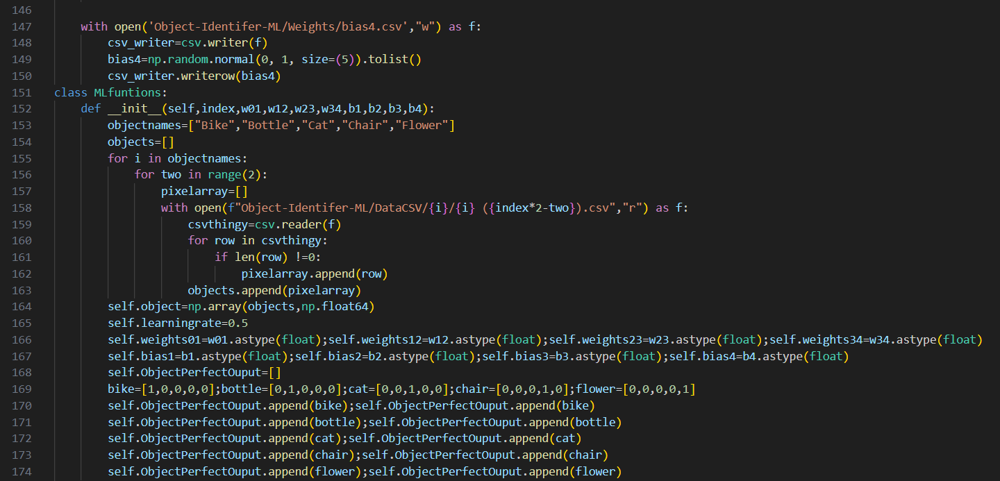 146
147 with open('Object-Identifer-ML/Weights/bias4.csv',"w") as f:
148 csv_writer=csv.writer(f)
149 bias4=np.random.normal(0, 1, size=(5)).tolist()
150 csv_writer.writerow(bias4)
151 class MLfuntions:
152 def __init__(self,index,w01,w12,w23,w34,b1,b2,b3,b4):
153 objectnames=["Bike","Bottle","Cat","Chair","Flower"]
154 objects=[]
155 for i in objectnames:
156 for two in range(2):
157 pixelarray=[]
158 with open(f"Object-Identifer-ML/DataCSV/{i}/{i} ({index*2-two}).csv","r") as f:
159 csvthingy=csv.reader(f)
160 for row in csvthingy:
161 if len(row) !=0:
162 pixelarray.append(row)
163 objects.append(pixelarray)
164 self.object=np.array(objects,np.float64)
165 self.learningrate=0.5
166 self.weights01=w01.astype(float);self.weights12=w12.astype(float);self.weights23=w23.astype(float);self.weights34=w34.astype(float)
167 self.bias1=b1.astype(float);self.bias2=b2.astype(float);self.bias3=b3.astype(float);self.bias4=b4.astype(float)
168 self.ObjectPerfectOuput=[]
169 bike=[1,0,0,0,0];bottle=[0,1,0,0,0];cat=[0,0,1,0,0];chair=[0,0,0,1,0];flower=[0,0,0,0,1]
170 self.ObjectPerfectOuput.append(bike);self.ObjectPerfectOuput.append(bike)
171 self.ObjectPerfectOuput.append(bottle);self.ObjectPerfectOuput.append(bottle)
172 self.ObjectPerfectOuput.append(cat);self.ObjectPerfectOuput.append(cat)
173 self.ObjectPerfectOuput.append(chair);self.ObjectPerfectOuput.append(chair)
174 self.ObjectPerfectOuput.append(flower);self.ObjectPerfectOuput.append(flower)